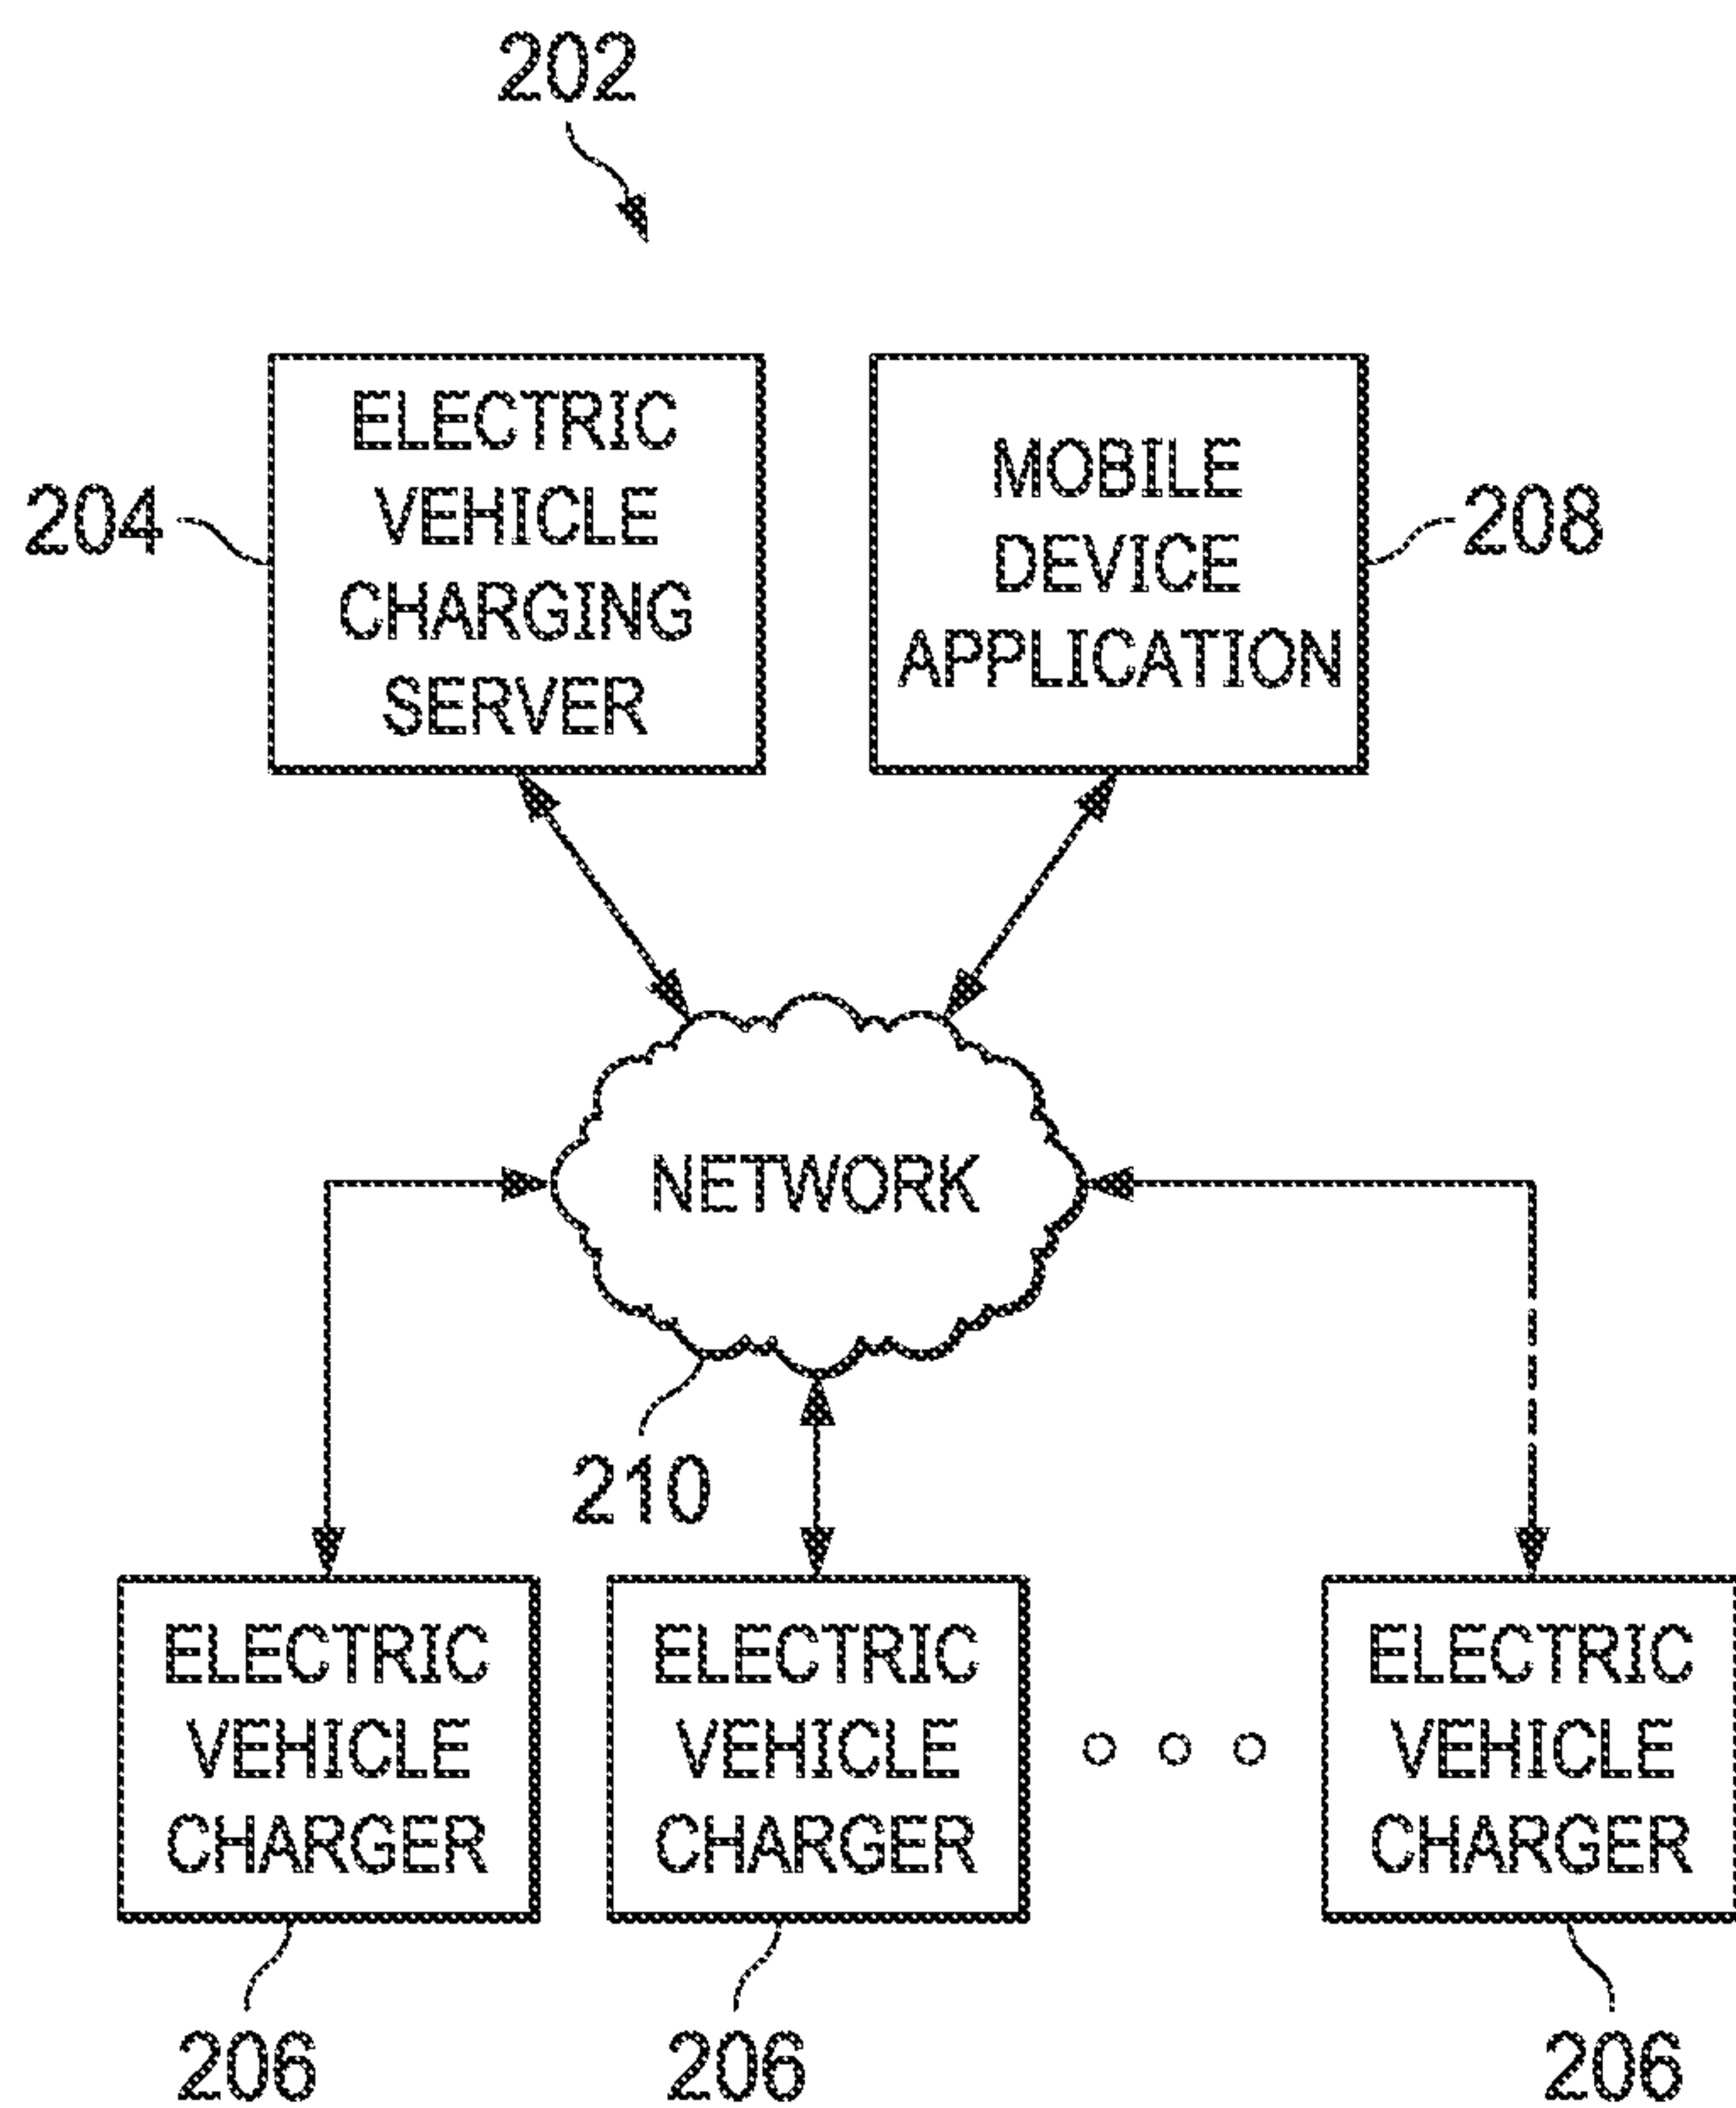 202
ELECTRIC
VEHICLE
CHARGING
SERVER
204
MOBILE
DEVICE
APPLICATION
208
NETWORK
210
ELECTRIC
VEHICLE
CHARGER
206
ELECTRIC
VEHICLE
CHARGER
206
ELECTRIC
VEHICLE
CHARGER
206